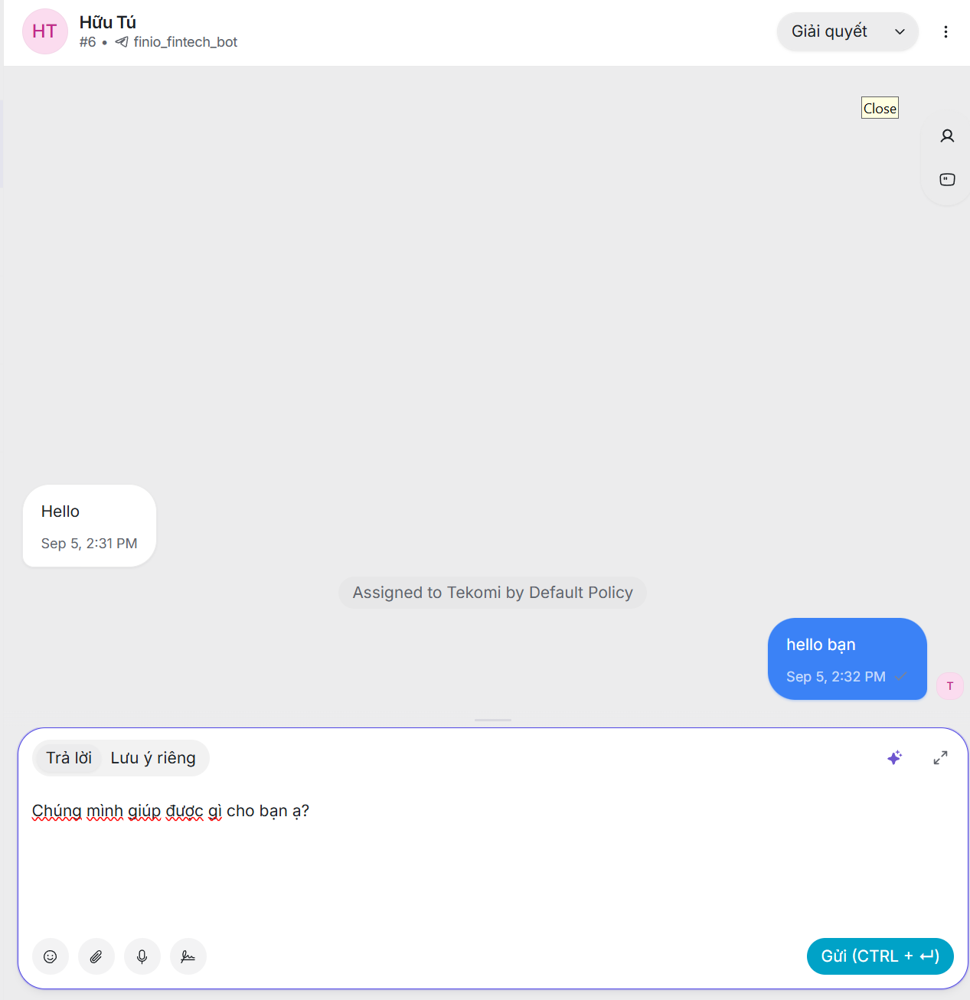 HT
Hữu Tú
#6 • finio_fintech_bot
Giải quyết
Close
Hello
Sep 5, 2:31 PM
Assigned to Tekomi by Default Policy
hello bạn
Sep 5, 2:32 PM
T
Trả lời Lưu ý riêng
Chúng mình giúp được gì cho bạn ạ?
Gửi (CTRL + ↵)